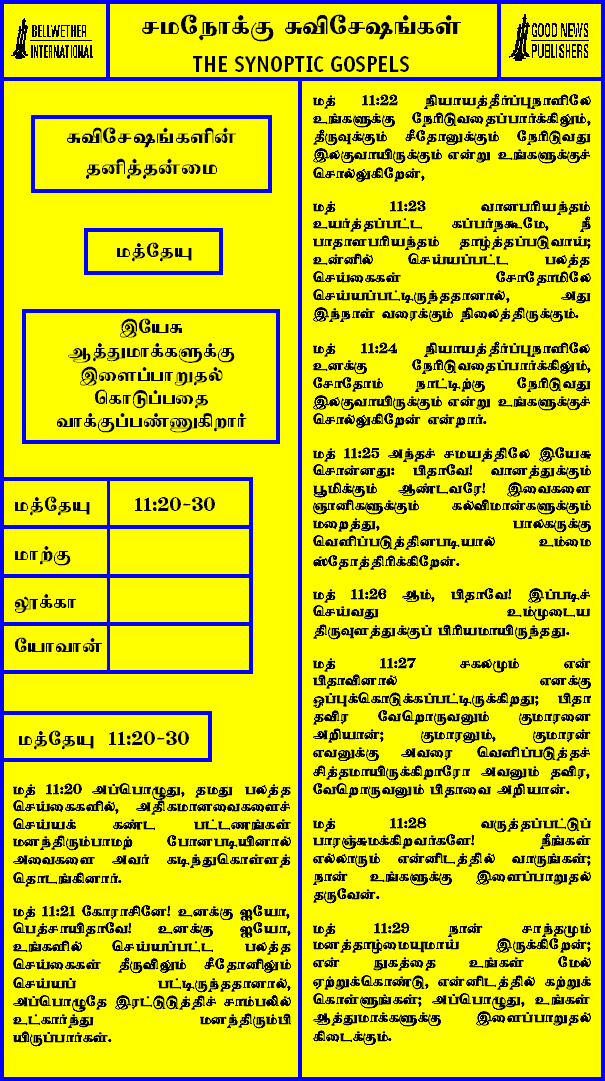 BELLWETHER
INTERNATIONAL
சமநோக்கு சுவிசேஷங்கள்
THE SYNOPTIC GOSPELS
GOOD NEWS
PUBLISHERS
சுவிசேஷங்களின்
தனித்தன்மை
மத்தேயு
இயேசு
ஆத்துமாக்களுக்கு
இளைப்பாறுதல்
கொடுப்பதை
வாக்குப்பண்ணுகிறார்
மத்தேயு 11:20-30
மாற்கு
லூக்கா
யோவான்
மத்தேயு 11:20-30
மத் 11:20 அப்பொழுது, தமது பலத்த
செய்கைகளில், அதிகமானவைகளைச்
செய்யக் கண்ட பட்டணங்கள்
மனந்திரும்பாமற் போனபடியினால்
அவைகளை அவர் கடிந்துகொள்ளத்
தொடங்கினார்.
மத் 11:21 கோராசினே! உனக்கு ஐயோ,
பெத்சாயிதாவே! உனக்கு ஐயோ,
உங்களில் செய்யப்பட்ட பலத்த
செய்கைகள் தீருவிலும் சீதோனிலும்
செய்யப் பட்டிருந்ததானால்,
அப்பொழுதே இரட்டுடுத்திச் சாம்பலில்
உட்கார்ந்து மனந்திரும்பி
யிருப்பார்கள்.
மத் 11:22 நியாயத்தீர்ப்புநாளிலே
உங்களுக்கு நேரிடுவதைப்பார்க்கிலும்,
தீருவுக்கும் சீதோனுக்கும் நேரிடுவது
இலகுவாயிருக்கும் என்று உங்களுக்குச்
சொல்லுகிறேன்,
மத் 11:23 வானபரியந்தம்
உயர்த்தப்பட்ட கப்பர்நகூமே, நீ
பாதாளபரியந்தம் தாழ்த்தப்படுவாய்;
உன்னில் செய்யப்பட்ட பலத்த
செய்கைகள் சோதோமிலே
செய்யப்பட்டிருந்ததானால், அது
இந்நாள் வரைக்கும் நிலைத்திருக்கும்.
மத் 11:24 நியாயத்தீர்ப்புநாளிலே
உனக்கு நேரிடுவதைப்பார்க்கிலும்,
சோதோம் நாட்டிற்கு நேரிடுவது
இலகுவாயிருக்கும் என்று உங்களுக்குச்
சொல்லுகிறேன் என்றார்.
மத் 11:25 அந்தச் சமயத்திலே இயேசு
சொன்னது: பிதாவே! வானத்துக்கும்
பூமிக்கும் ஆண்டவரே! இவைகளை
ஞானிகளுக்கும் கல்விமான்களுக்கும்
மறைத்து, பாலகருக்கு
வெளிப்படுத்தினபடியால் உம்மை
ஸ்தோத்திரிக்கிறேன்.
மத் 11:26 ஆம், பிதாவே! இப்படிச்
செய்வது உம்முடைய
திருவுளத்துக்குப் பிரியமாயிருந்தது.
மத் 11:27 சகலமும் என்
பிதாவினால் எனக்கு
ஒப்புக்கொடுக்கப்பட்டிருக்கிறது; பிதா
தவிர வேறொருவனும் குமாரனை
அறியான்; குமாரனும், குமாரன்
எவனுக்கு அவரை வெளிப்படுத்தச்
சித்தமாயிருக்கிறாரோ அவனும் தவிர,
வேறொருவனும் பிதாவை அறியான்.
மத் 11:28 வருத்தப்பட்டுப்
பாரஞ்சுமக்கிறவர்களே! நீங்கள்
எல்லாரும் என்னிடத்தில் வாருங்கள்;
நான் உங்களுக்கு இளைப்பாறுதல்
தருவேன்.
மத் 11:29 நான் சாந்தமும்
மனத்தாழ்மையுமாய் இருக்கிறேன்;
என் நுகத்தை உங்கள் மேல்
ஏற்றுக்கொண்டு, என்னிடத்தில் கற்றுக்
கொள்ளுங்கள்; அப்பொழுது, உங்கள்
ஆத்துமாக்களுக்கு இளைப்பாறுதல்
கிடைக்கும்.